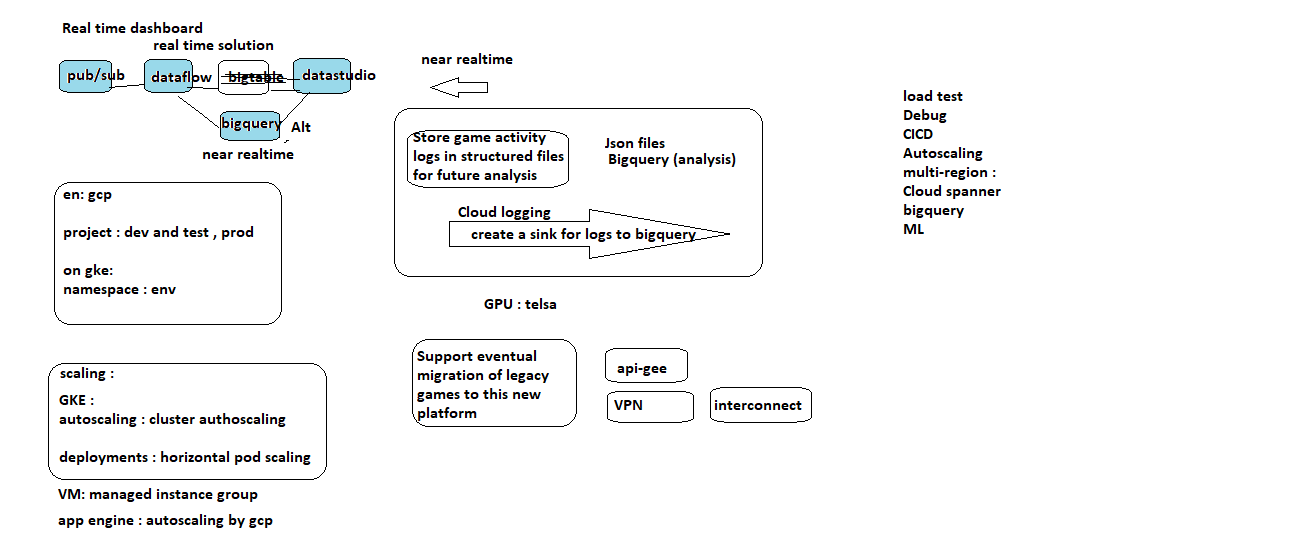 Real time dashboard
real time solution
pub/sub
dataflow
bigtable
datastudio
bigquery
Alt
near realtime
near realtime
Store game activity
logs in structured files
for future analysis
Json files
Bigquery (analysis)
Cloud logging
create a sink for logs to bigquery
load test
Debug
CICD
Autoscaling
multi-region :
Cloud spanner
bigquery
ML
en: gcp
project : dev and test , prod
on gke:
namespace : env
GPU : telsa
Support eventual
migration of legacy
games to this new
platform
api-gee
VPN
interconnect
scaling :
GKE :
autoscaling : cluster authoscaling
deployments : horizontal pod scaling
VM: managed instance group
app engine : autoscaling by gcp